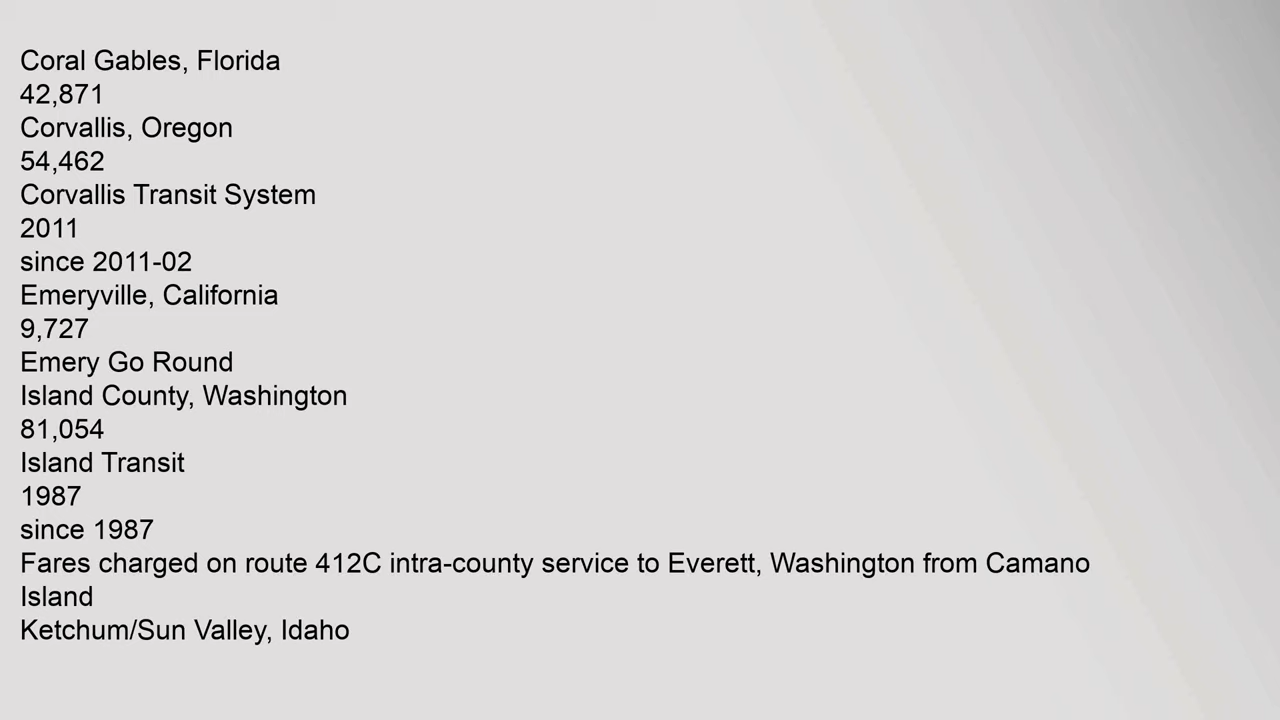 Coral Gables, Florida
42,871
Corvallis, Oregon
54,462
Corvallis Transit System
2011
since 2011-02
Emeryville, California
9,727
Emery Go Round
Island County, Washington
81,054
Island Transit
1987
since 1987
Fares charged on route 412C intra-county service to Everett, Washington from Camano
Island
Ketchum/Sun Valley, Idaho